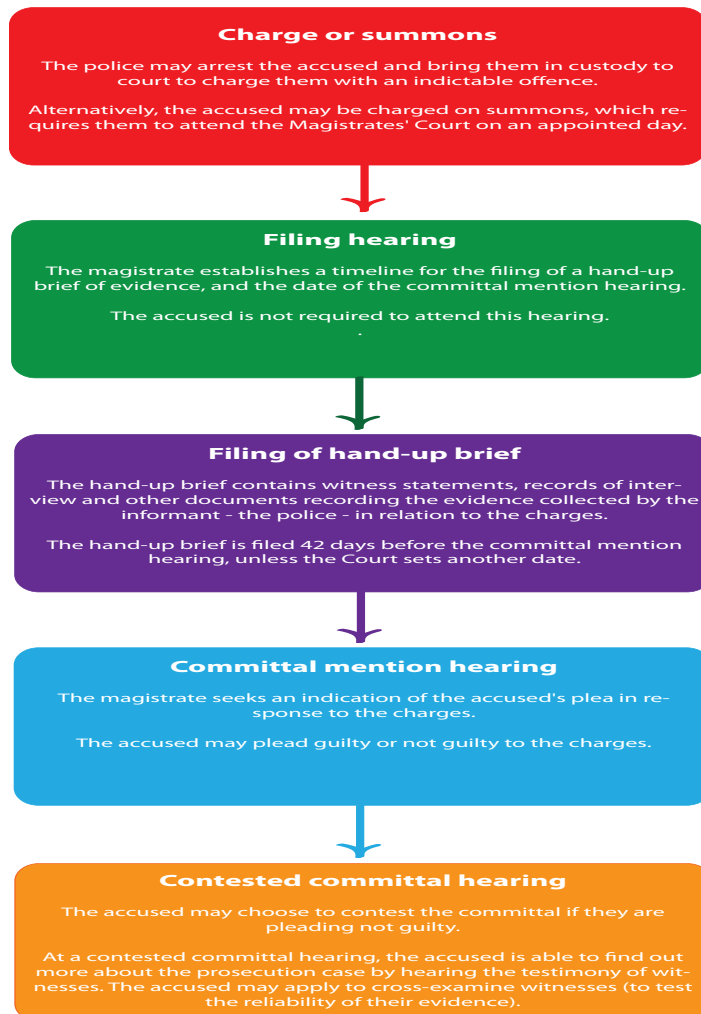 Charge or summons
The police may arrest the accused and bring them in custody to
court to charge them with an indictable offence.
Alternatively, the accused may be charged on summons, which re-
quires them to attend the Magistrates' Court on an appointed day.
Filing hearing
The magistrate establishes a timeline for the filing of a hand-up
brief of evidence, and the date of the committal mention hearing.
The accused is not required to attend this hearing.
.
Filing of hand-up brief
The hand-up brief contains witness statements, records of inter-
view and other documents recording the evidence collected by the
informant - the police - in relation to the charges.
The hand-up brief is filed 42 days before the committal mention
hearing, unless the Court sets another date.
Committal mention hearing
The magistrate seeks an indication of the accused's plea in re-
sponse to the charges.
The accused may plead guilty or not guilty to the charges.
Contested committal hearing
The accused may choose to contest the committal if they are
pleading not guilty.
At a contested committal hearing, the accused is able to find out
more about the prosecution case by hearing the testimony of wit-
nesses. The accused may apply to cross-examine witnesses (to test
the reliability of their evidence).